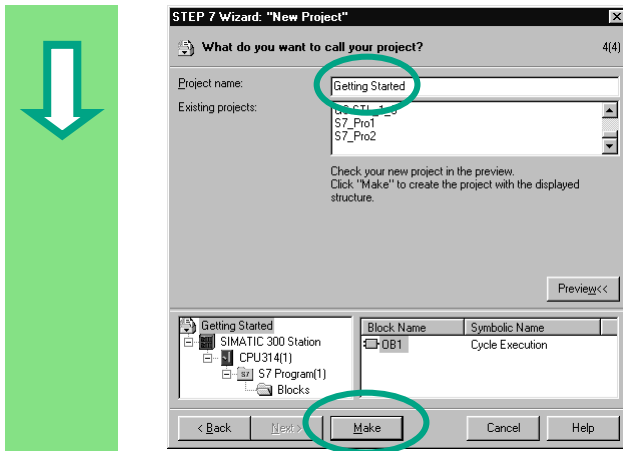 STEP 7 Wizard: "New Project"
What do you want to call your project? 4(4)
Project name: Getting Started
Existing projects:
S7_Pro1
S7_Pro2
Check your new project in the preview.
Click "Make" to create the project with the displayed
structure.
Preview<<
Getting Started
SIMATIC 300 Station
CPU314(1)
S7 Program(1)
Blocks
Block Name Symbolic Name
OB1 Cycle Execution
< Back Next > Make Cancel Help